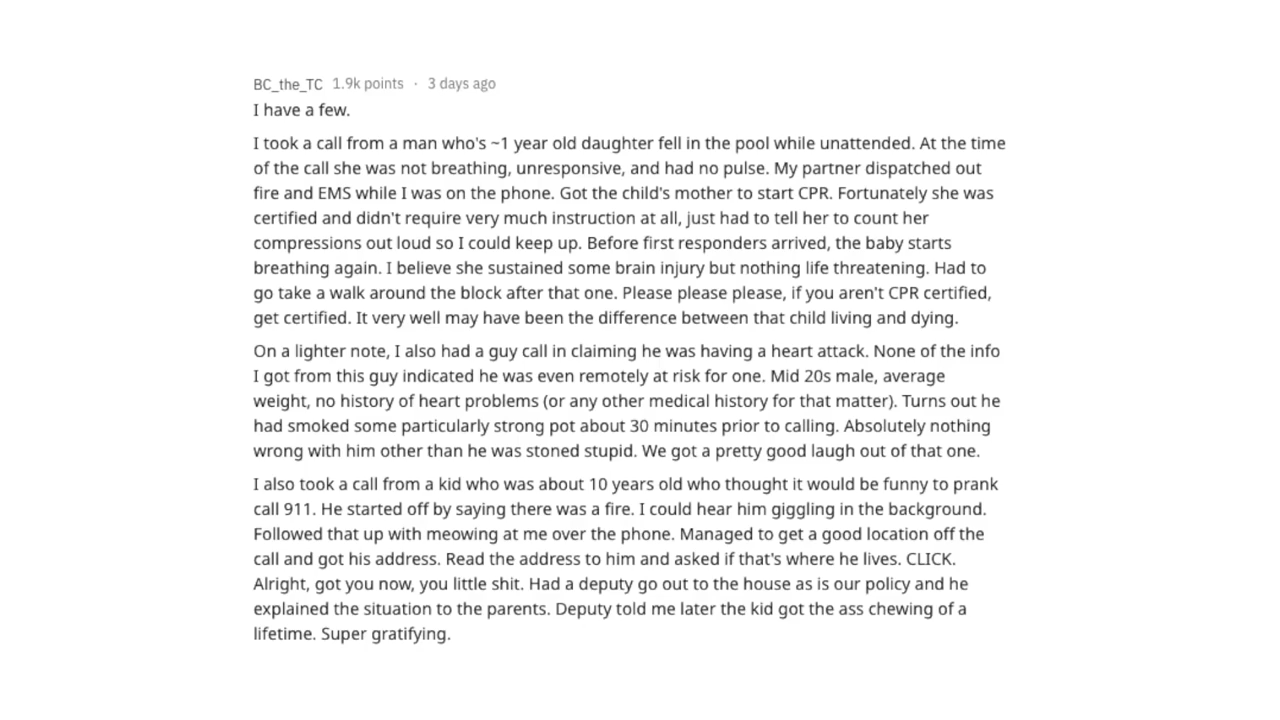 BC_the_TC 1.9k points · 3 days ago
I have a few.
I took a call from a man who's ~1 year old daughter fell in the pool while unattended. At the time
of the call she was not breathing, unresponsive, and had no pulse. My partner dispatched out
fire and EMS while I was on the phone. Got the child's mother to start CPR. Fortunately she was
certified and didn't require very much instruction at all, just had to tell her to count her
compressions out loud so I could keep up. Before first responders arrived, the baby starts
breathing again. I believe she sustained some brain injury but nothing life threatening. Had to
go take a walk around the block after that one. Please please please, if you aren't CPR certified,
get certified. It very well may have been the difference between that child living and dying.
On a lighter note, I also had a guy call in claiming he was having a heart attack. None of the info
I got from this guy indicated he was even remotely at risk for one. Mid 20s male, average
weight, no history of heart problems (or any other medical history for that matter). Turns out he
had smoked some particularly strong pot about 30 minutes prior to calling. Absolutely nothing
wrong with him other than he was stoned stupid. We got a pretty good laugh out of that one.
I also took a call from a kid who was about 10 years old who thought it would be funny to prank
call 911. He started off by saying there was a fire. I could hear him giggling in the background.
Followed that up with meowing at me over the phone. Managed to get a good location off the
call and got his address. Read the address to him and asked if that's where he lives. CLICK.
Alright, got you now, you little shit. Had a deputy go out to the house as is our policy and he
explained the situation to the parents. Deputy told me later the kid got the ass chewing of a
lifetime. Super gratifying.